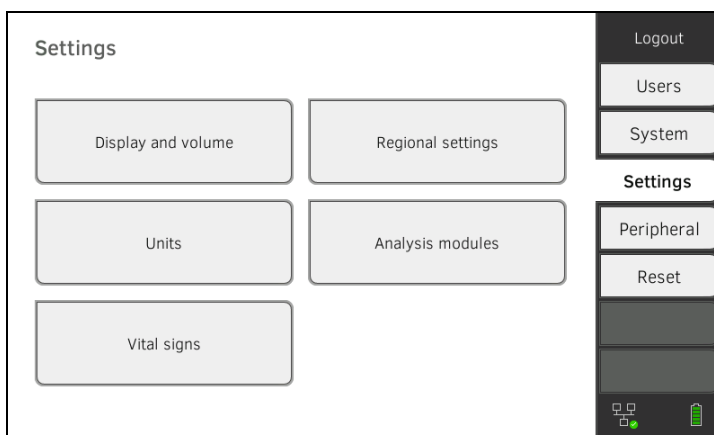 Settings
Display and volume
Regional settings
Units
Analysis modules
Vital signs
Logout
Users
System
Settings
Peripheral
Reset